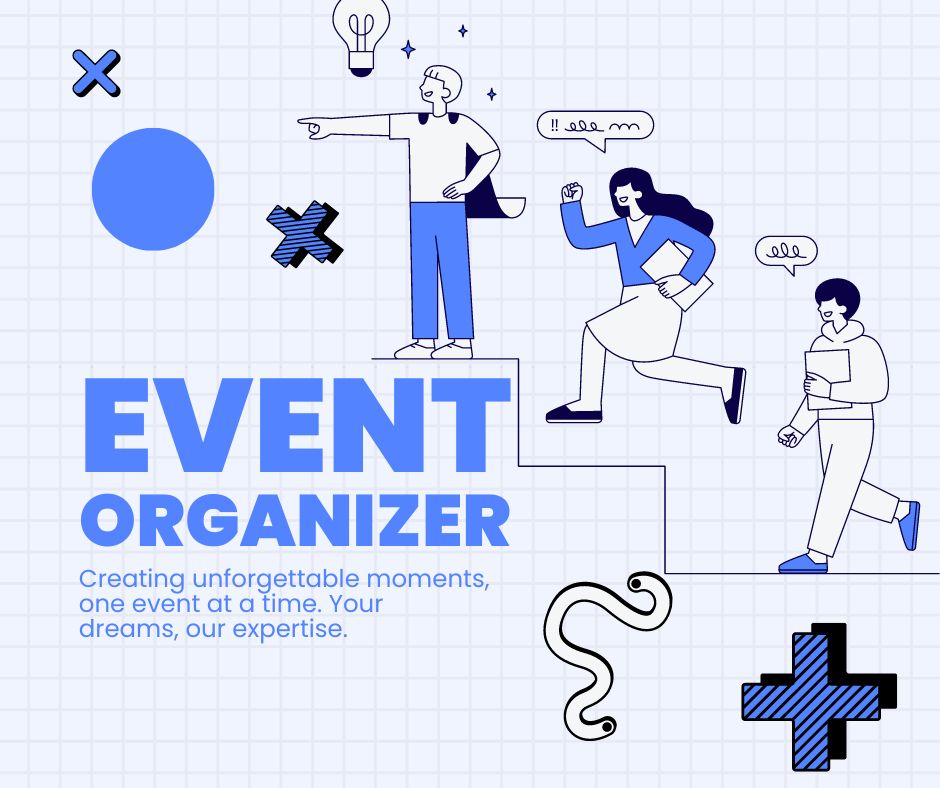 !!
EVENT
ORGANIZER
Creating unforgettable moments,
one event at a time. Your
dreams, our expertise.